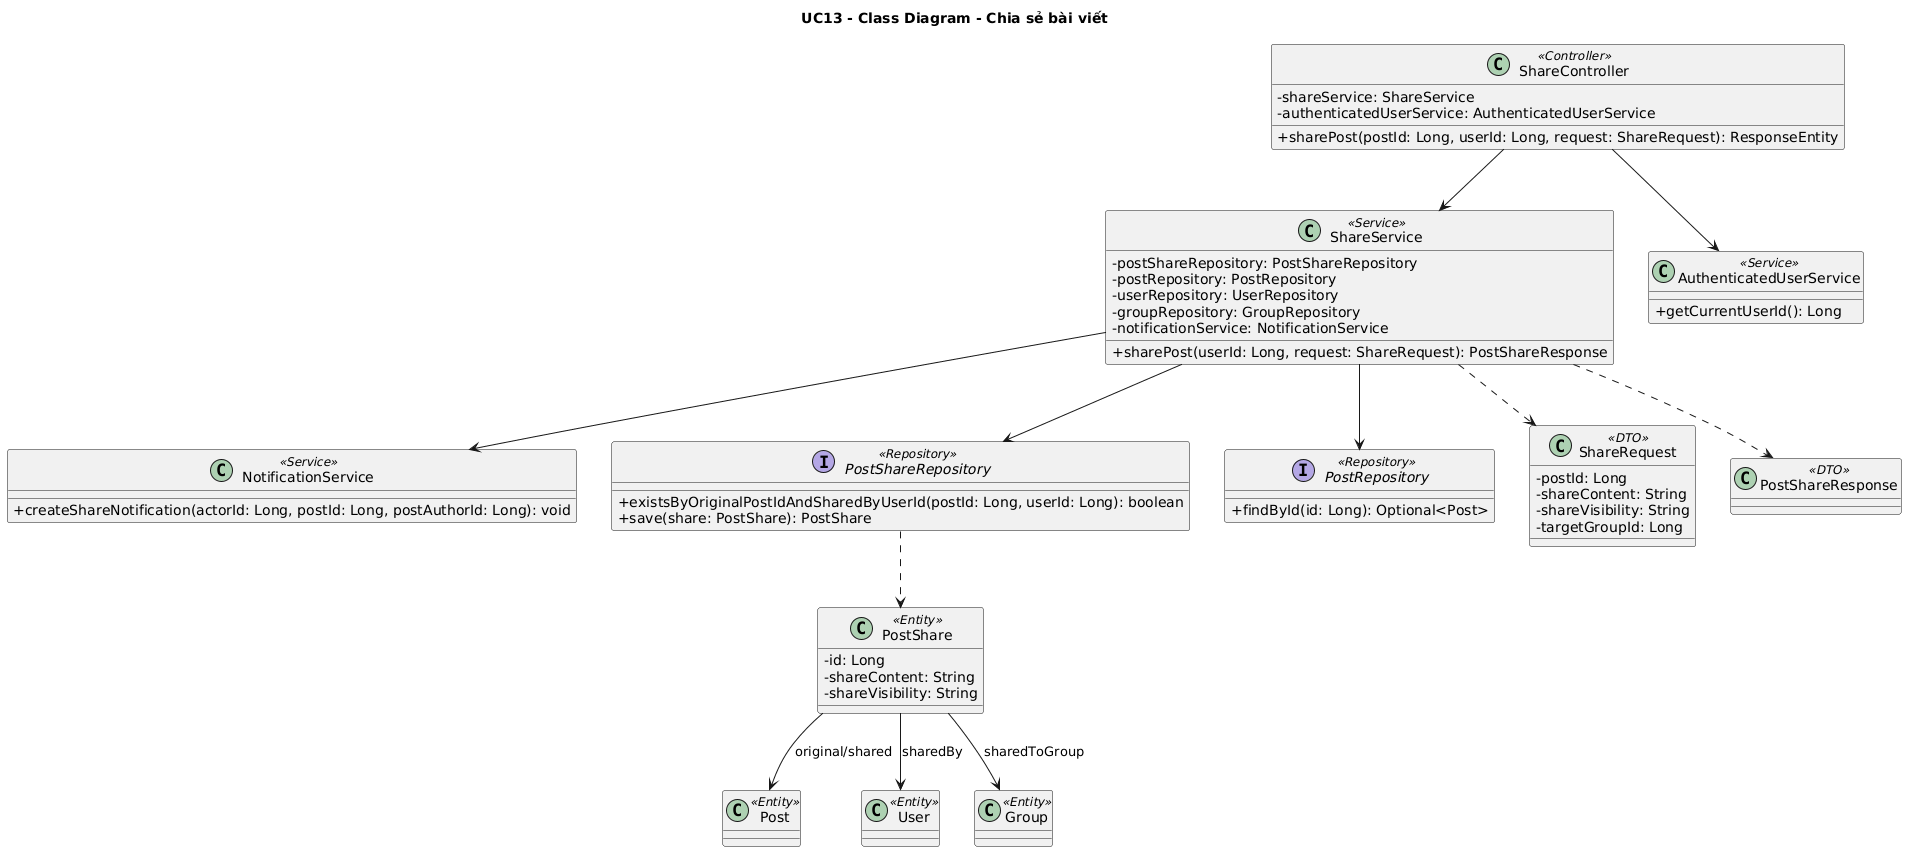 UC13 - Class Diagram - Chia sẻ bài viết
C
«Controller»
ShareController
-shareService: ShareService
-authenticatedUserService: AuthenticatedUserService
+sharePost(postId: Long, userId: Long, request: ShareRequest): ResponseEntity
C
«Service»
ShareService
-postShareRepository: PostShareRepository
-postRepository: PostRepository
-userRepository: UserRepository
-groupRepository: GroupRepository
-notificationService: NotificationService
+sharePost(userId: Long, request: ShareRequest): PostShareResponse
C
«Service»
AuthenticatedUserService
+getCurrentUserId(): Long
C
«Service»
NotificationService
+createShareNotification(actorId: Long, postId: Long, postAuthorId: Long): void
I
«Repository»
PostShareRepository
+existsByOriginalPostIdAndSharedByUserId(postId: Long, userId: Long): boolean
+save(share: PostShare): PostShare
I
«Repository»
PostRepository
+findById(id: Long): Optional<Post>
C
«DTO»
ShareRequest
-postId: Long
-shareContent: String
-shareVisibility: String
-targetGroupId: Long
C
«DTO»
PostShareResponse
C
«Entity»
PostShare
-id: Long
-shareContent: String
-shareVisibility: String
original/shared
sharedBy
sharedToGroup
C
«Entity»
Post
C
«Entity»
User
C
«Entity»
Group